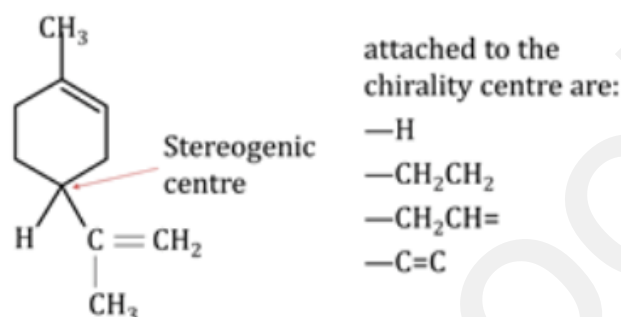 CH₃
Stereogenic
centre
H
C=CH₂
CH₃
attached to the
chirality centre are:
—H
—CH₂CH₂
—CH₂CH=
—C=C